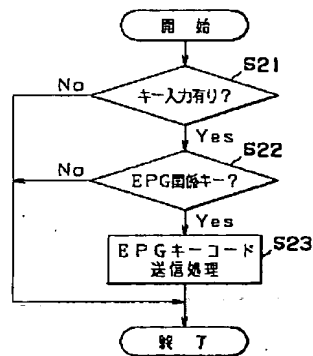 開始
S21
No
キー入力有り？
Yes
S22
No
EPG関係キー？
Yes
S23
EPGキーコード
送信処理
終了